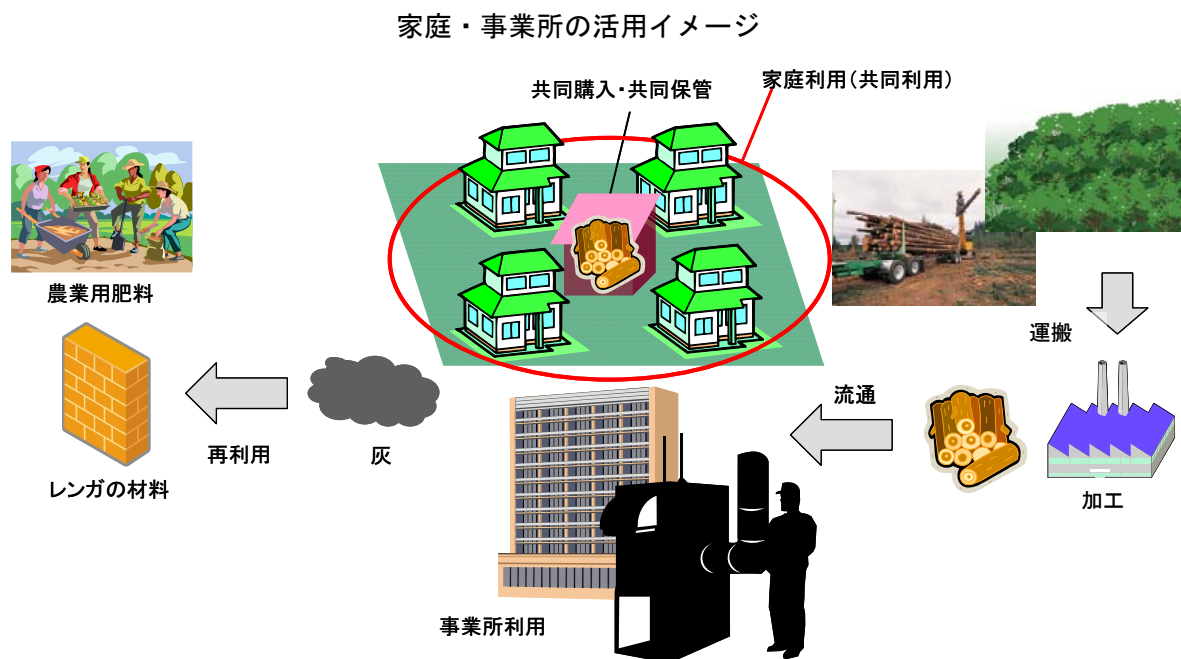 家庭・事業所の活用イメージ
共同購入・共同保管
家庭利用（共同利用）
農業用肥料
運搬
流通
再利用
灰
レンガの材料
加工
事業所利用